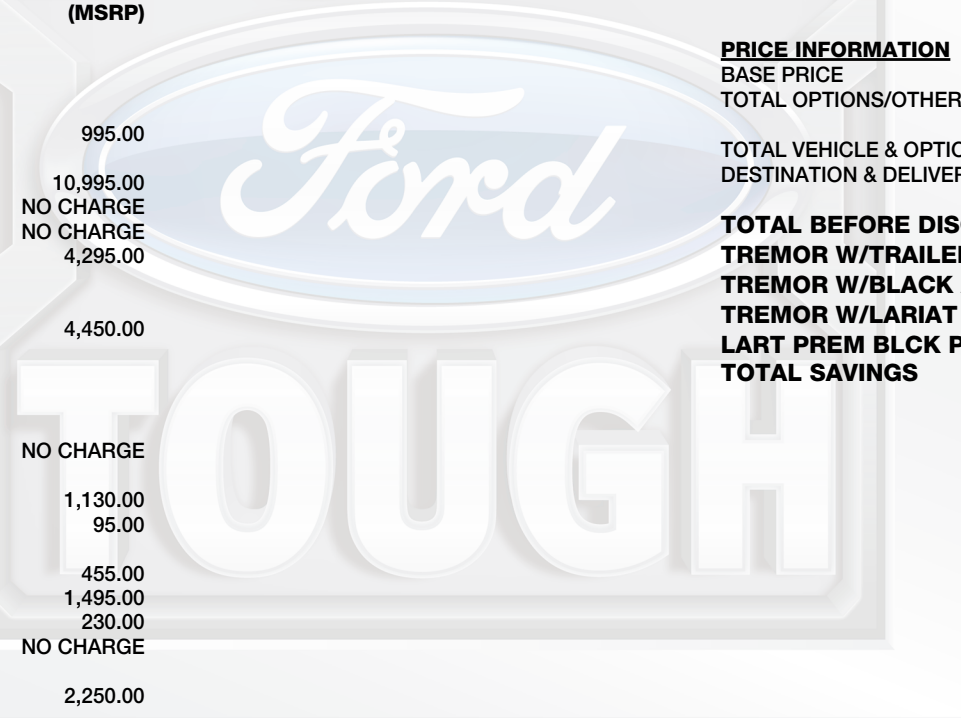 (MSRP)
995.00
10,995.00
NO CHARGE
NO CHARGE
4,295.00
4,450.00
NO CHARGE
1,130.00
95.00
455.00
1,495.00
230.00
NO CHARGE
2,250.00
Ford
TOUGH
PRICE INFORMATION
BASE PRICE
TOTAL OPTIONS/OTHER
TOTAL VEHICLE & OPTIO
DESTINATION & DELIVER
TOTAL BEFORE DIS
TREMOR W/TRAILE
TREMOR W/BLACK
TREMOR W/LARIAT
LART PREM BLCK P
TOTAL SAVINGS